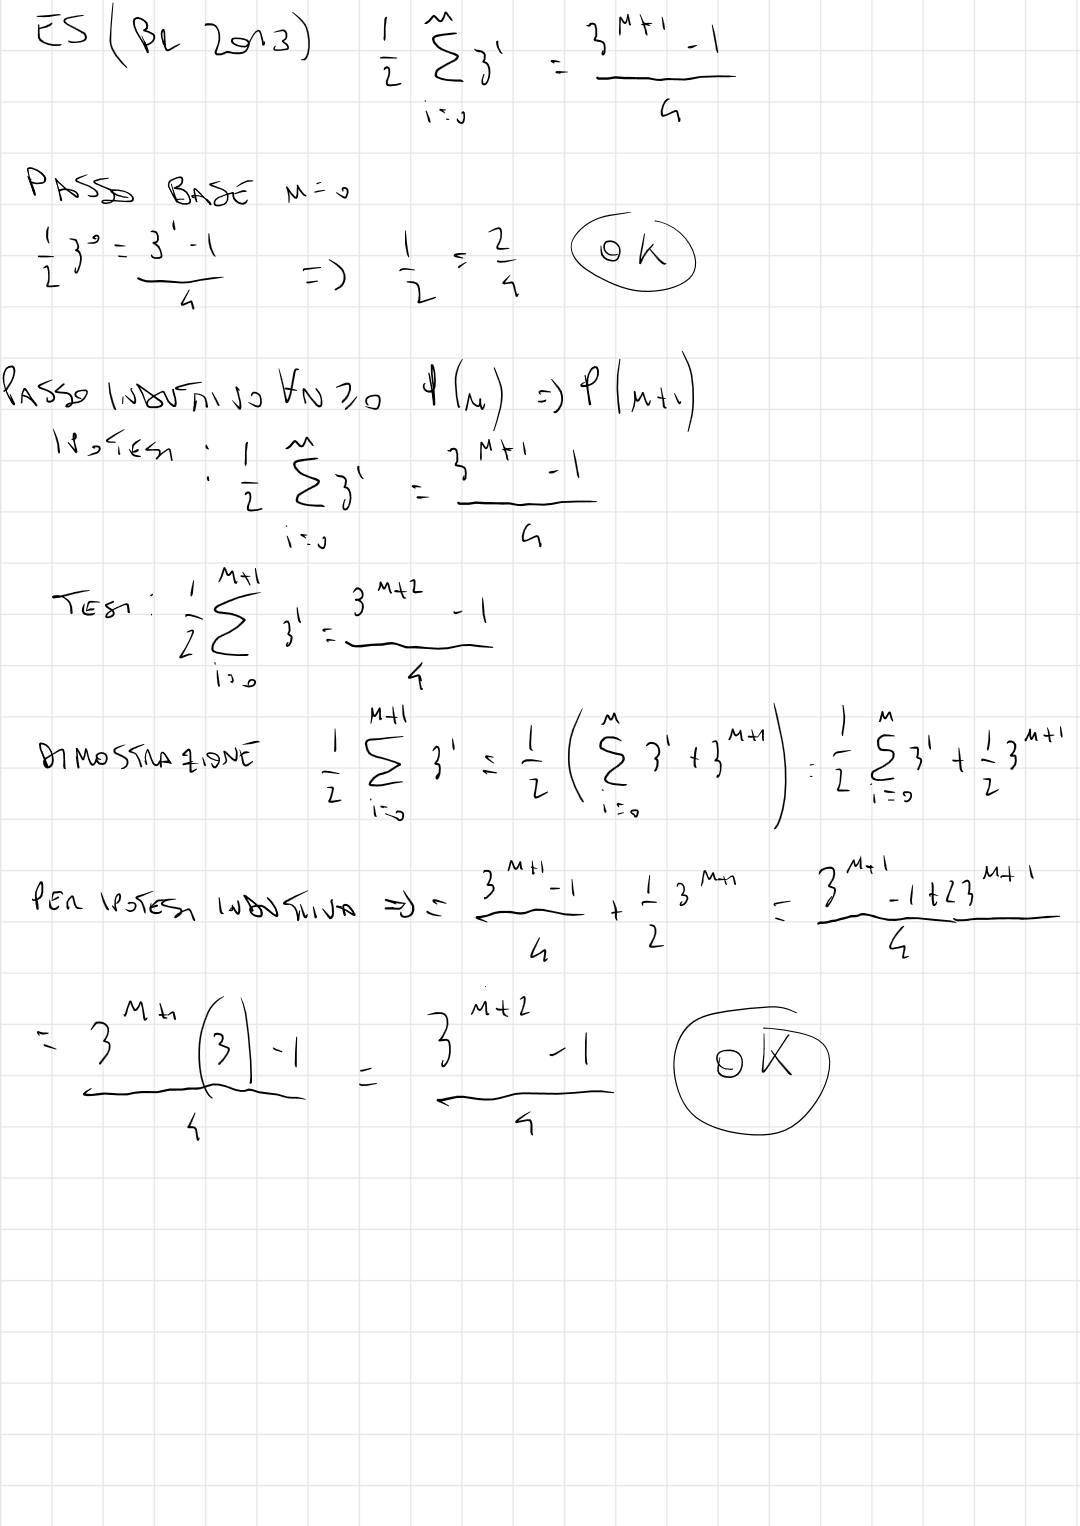 ES (BL 2013) 1/2 ∑_{i=0}^{n} 3^i = (3^{n+1} - 1)/4
PASSO BASE n=0
1/2 3^0 = (3^1 - 1)/4 => 1/2 = 2/4 OK
PASSO INDUTTIVO ∀n≥0 P(n) => P(n+1)
IPOTESI : 1/2 ∑_{i=0}^{n} 3^i = (3^{n+1} - 1)/4
TESI : 1/2 ∑_{i=0}^{n+1} 3^i = (3^{n+2} - 1)/4
DIMOSTRAZIONE 1/2 ∑_{i=0}^{n+1} 3^i = 1/2 (∑_{i=0}^{n} 3^i + 3^{n+1}) = 1/2 ∑_{i=0}^{n} 3^i + 1/2 3^{n+1}
PER IPOTESI INDUTTIVA => = (3^{n+1} - 1)/4 + 1/2 3^{n+1} = (3^{n+1} - 1 + 2 3^{n+1})/4
= (3^{n+1} (3) - 1)/4 = (3^{n+2} - 1)/4 OK